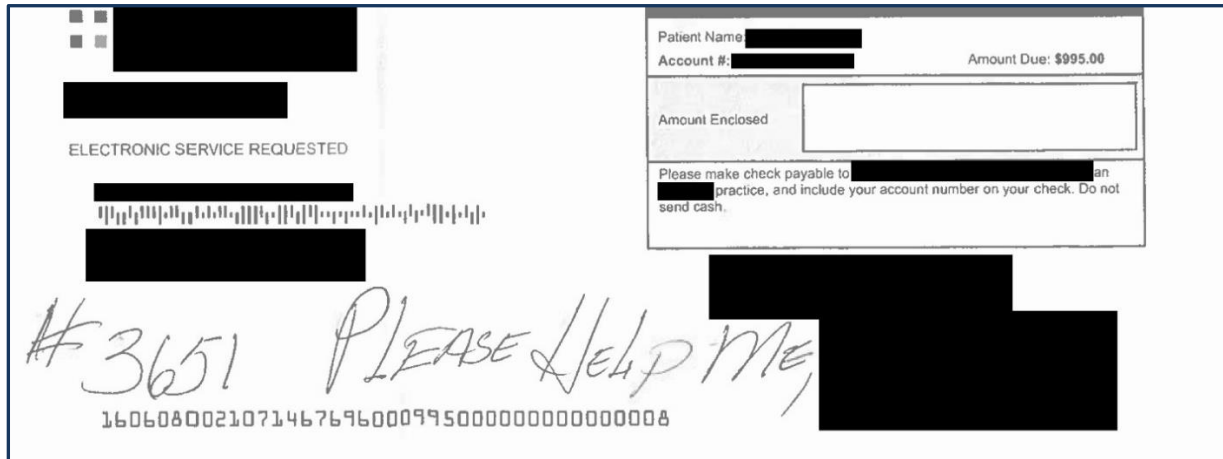 Patient Name:
Account #:
Amount Due: $995.00
Amount Enclosed
Please make check payable to an
practice, and include your account number on your check. Do not
send cash.
ELECTRONIC SERVICE REQUESTED
# 3651 PLEASE HELP ME,
1606080021071467696000995000000000000008